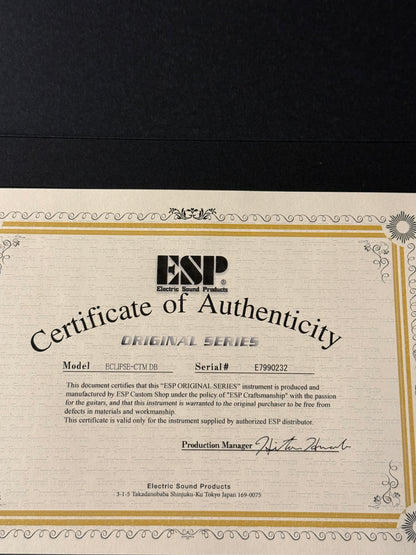 ESP®
Electric Sound Products
Certificate of Authenticity
ORIGINAL SERIES
Model ECLIPSE-CTM DB Serial# E7990232
This document certifies that this "ESP ORIGINAL SERIES" instrument is produced and
manufactured by ESP Custom Shop under the policy of "ESP Craftsmanship" with the passion
for the guitars, and that this instrument is warranted to the original purchaser to be free from
defects in materials and workmanship.
This certificate is valid only for the instrument supplied by authorized ESP distributor.
Production Manager
Electric Sound Products
3-1-5 Takadanobaba Shinjuku-Ku Tokyo Japan 169-0075